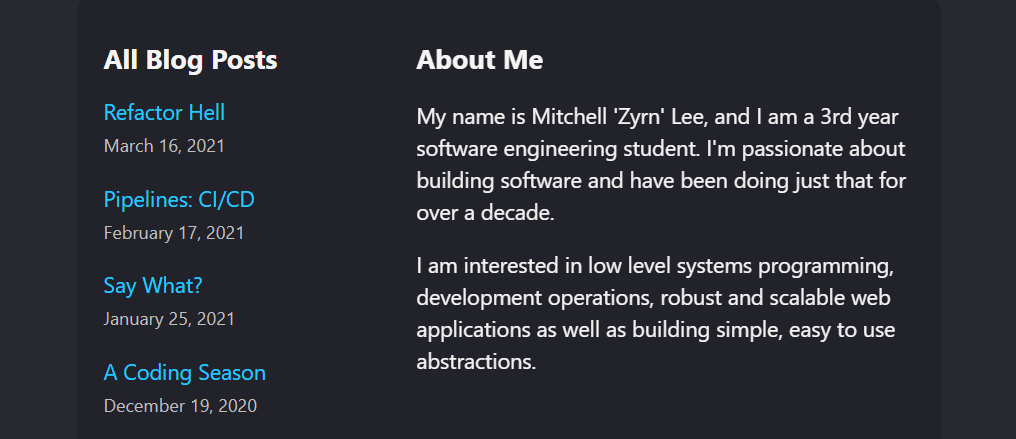 All Blog Posts
Refactor Hell
March 16, 2021
Pipelines: CI/CD
February 17, 2021
Say What?
January 25, 2021
A Coding Season
December 19, 2020
About Me
My name is Mitchell 'Zyrn' Lee, and I am a 3rd year
software engineering student. I'm passionate about
building software and have been doing just that for
over a decade.
I am interested in low level systems programming,
development operations, robust and scalable web
applications as well as building simple, easy to use
abstractions.